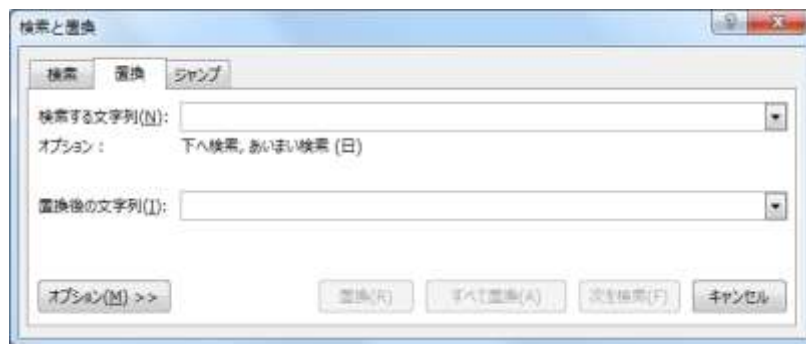 検索と置換
検索 置換 ジャンプ
検索する文字列(N):
オプション: 下へ検索, あいまい検索 (日)
置換後の文字列(I):
オプション(M) >> 置換(R) すべて置換(A) 次を検索(F) キャンセル